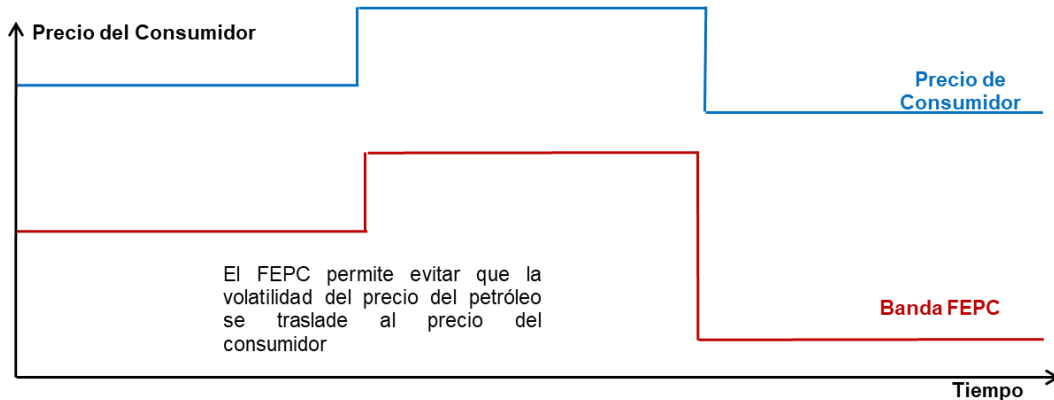 Precio del Consumidor
Precio de
Consumidor
El FEPC permite evitar que la
volatilidad del precio del petróleo
se traslade al precio del
consumidor
Banda FEPC
Tiempo